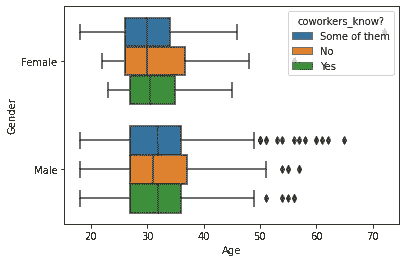 coworkers_know?
Some of them
No
Yes
Female
Male
Gender
20 30 40 50 60 70
Age